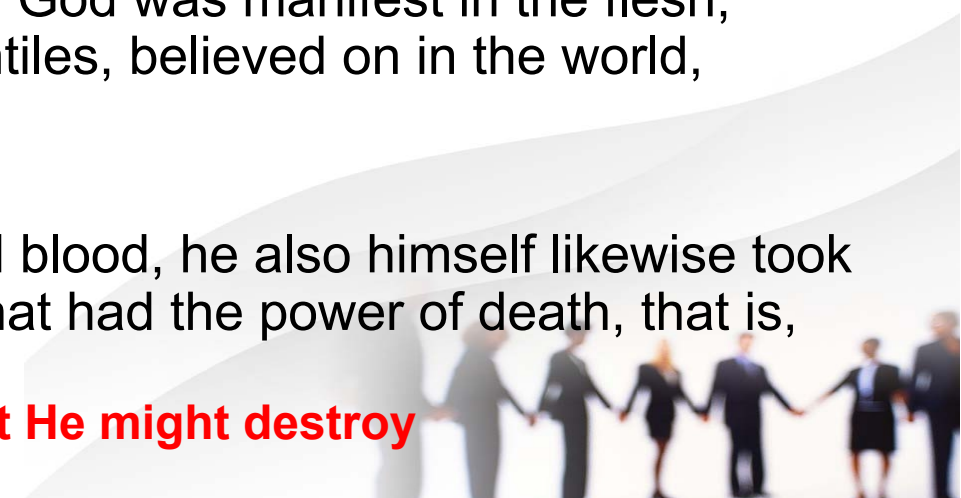 God was manifest in the flesh,
ntiles, believed on in the world,
blood, he also himself likewise took
hat had the power of death, that is,
t He might destroy